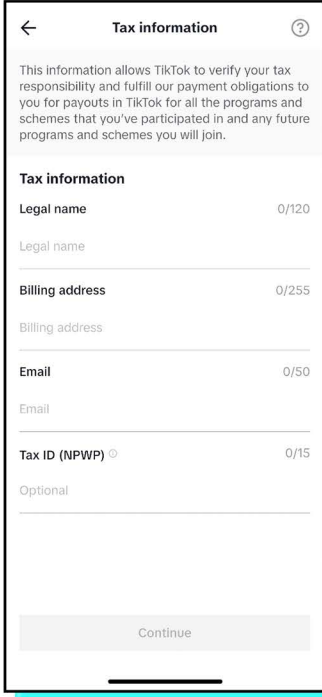 Tax information
This information allows TikTok to verify your tax
responsibility and fulfill our payment obligations to
you for payouts in TikTok for all the programs and
schemes that you've participated in and any future
programs and schemes you will join.
Tax information
Legal name 0/120
Legal name
Billing address 0/255
Billing address
Email 0/50
Email
Tax ID (NPWP) 0/15
Optional
Continue